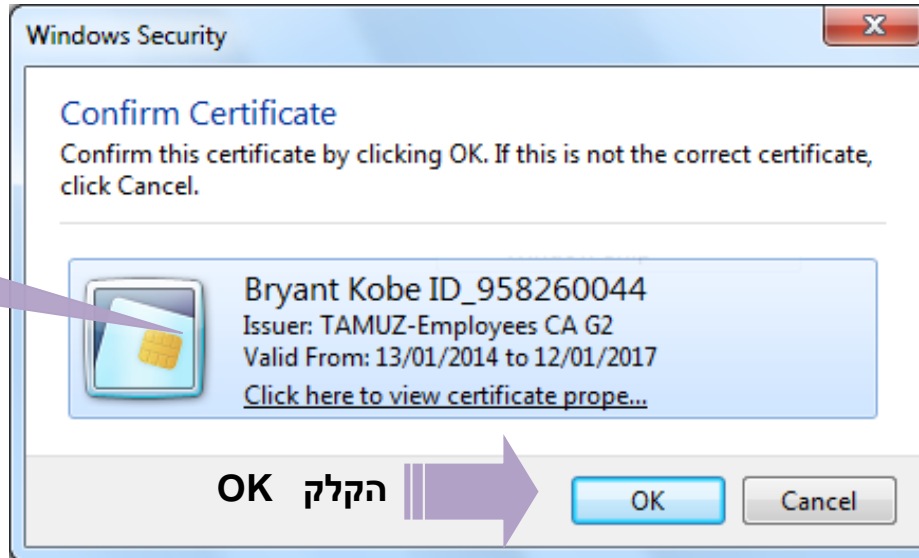 Windows Security
Confirm Certificate
Confirm this certificate by clicking OK. If this is not the correct certificate,
click Cancel.
Bryant Kobe ID_958260044
Issuer: TAMUZ-Employees CA G2
Valid From: 13/01/2014 to 12/01/2017
Click here to view certificate prope...
הקלק OK
OK
Cancel